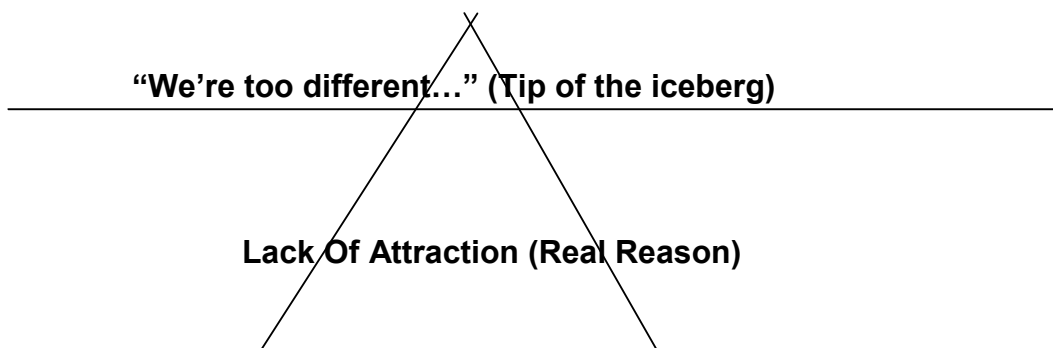 “We’re too different…” (Tip of the iceberg)
Lack Of Attraction (Real Reason)